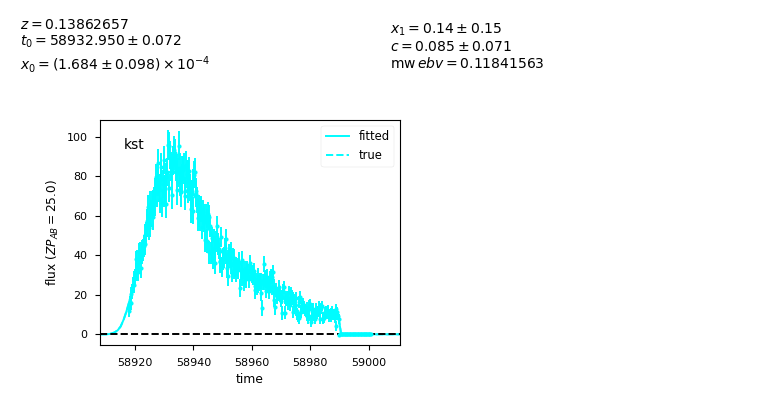 z = 0.13862657
t₀ = 58932.950 ± 0.072
x₀ = (1.684 ± 0.098) × 10⁻⁴
x₁ = 0.14 ± 0.15
c = 0.085 ± 0.071
mw ebv = 0.11841563
kst
fitted
true
100
80
60
40
20
0
flux (ZP_AB = 25.0)
58920 58940 58960 58980 59000
time